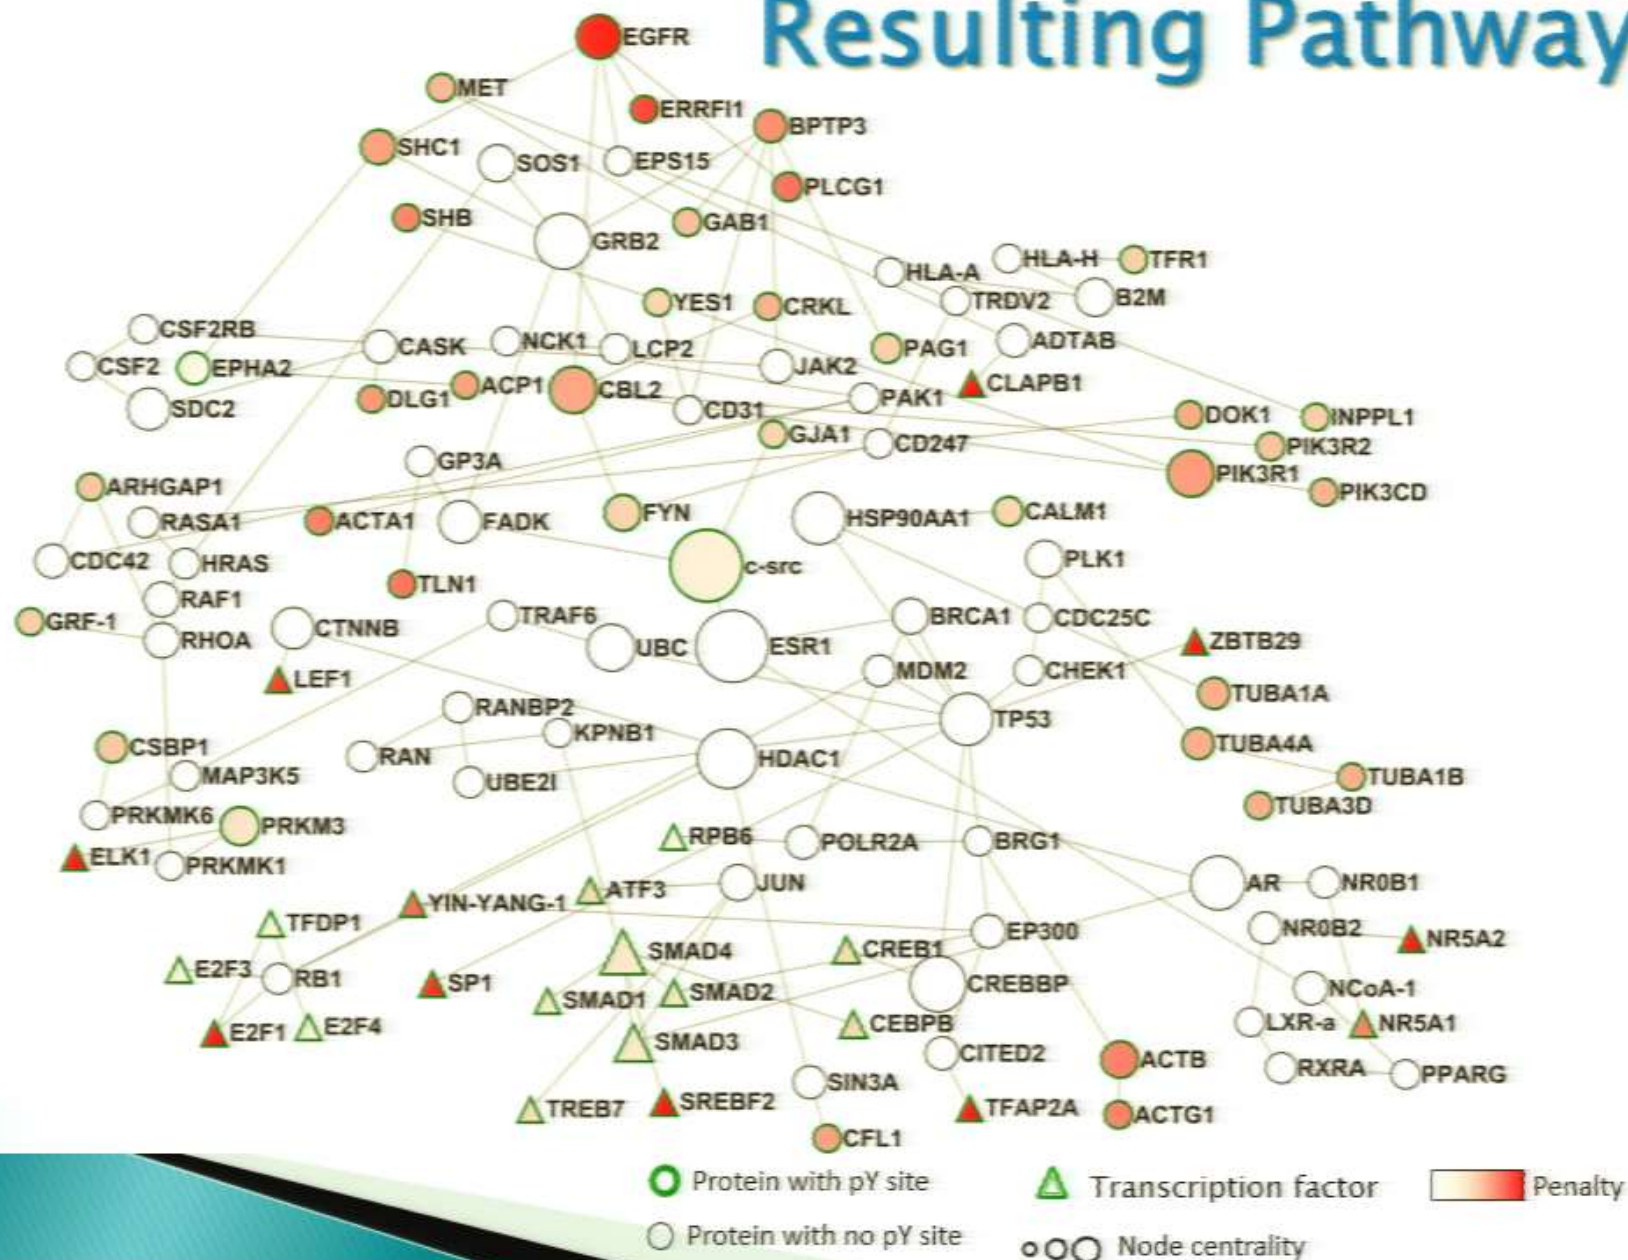 Resulting Pathway
EGFR
MET
ERRFI1
BPTP3
SHC1
SOS1
EPS15
PLCG1
SHB
GAB1
GRB2
HLA-A
HLA-H
TFR1
YES1
CRKL
TRDV2
B2M
CSF2RB
CASK
NCK1
LCP2
ADTAB
CSF2
EPHA2
JAK2
PAG1
DLG1
ACP1
CBL2
CLAPB1
SDC2
CD31
PAK1
DOK1
INPPL1
GJA1
CD247
PIK3R2
GP3A
PIK3R1
ARHGAP1
PIK3CD
RASA1
ACTA1
FADK
FYN
HSP90AA1
CALM1
CDC42
HRAS
c-src
PLK1
TLN1
RAF1
GRF-1
CTNNB
TRAF6
BRCA1
CDC25C
RHOA
UBC
ESR1
ZBTB29
LEF1
MDM2
CHEK1
TUBA1A
RANBP2
TP53
CSBP1
KPNB1
TUBA4A
RAN
HDAC1
MAP3K5
UBE2I
TUBA1B
PRKMK6
PRKM3
TUBA3D
RPB6
POLR2A
BRG1
ELK1
PRKMK1
ATF3
JUN
AR
NR0B1
YIN-YANG-1
TFDP1
EP300
NR0B2
NR5A2
SMAD4
CREB1
E2F3
RB1
SP1
CREBBP
SMAD1
SMAD2
NCoA-1
E2F1
E2F4
CEBPB
LXR-a
NR5A1
SMAD3
CITED2
ACTB
RXRA
PPARG
SIN3A
TREB7
SREBF2
TFAP2A
ACTG1
CFL1
Protein with pY site
Transcription factor
Penalty
Protein with no pY site
Node centrality